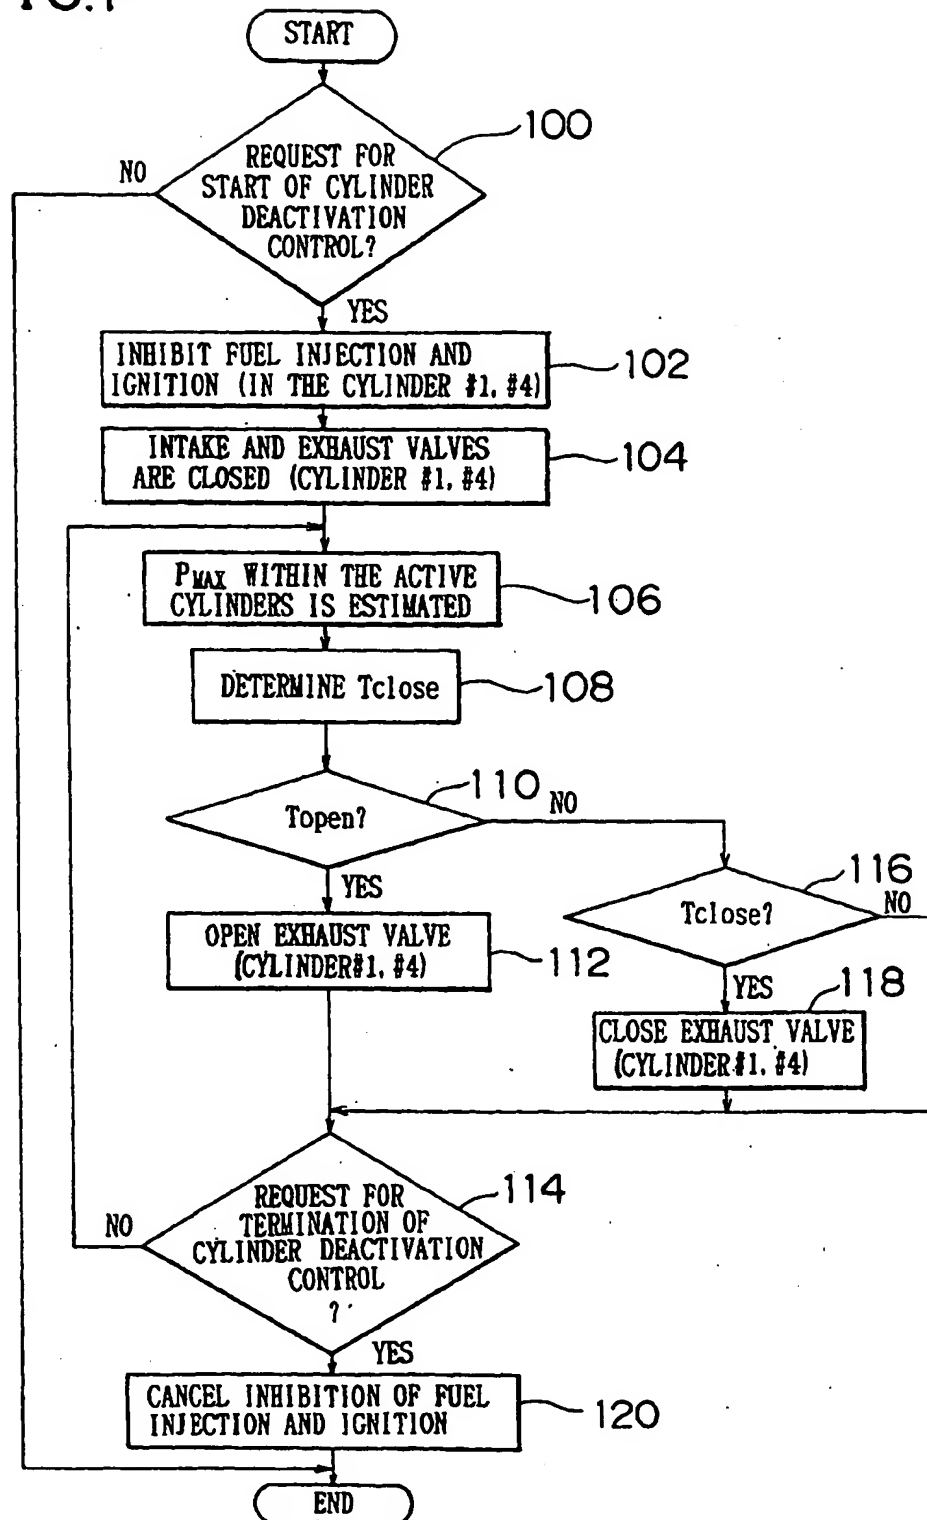 START
100
REQUEST FOR
START OF CYLINDER
DEACTIVATION
CONTROL?
NO
YES
INHIBIT FUEL INJECTION AND
IGNITION (IN THE CYLINDER #1, #4)
102
INTAKE AND EXHAUST VALVES
ARE CLOSED (CYLINDER #1, #4)
104
PMAX WITHIN THE ACTIVE
CYLINDERS IS ESTIMATED
106
DETERMINE Tclose
108
110
Topen?
NO
YES
116
Tclose?
NO
OPEN EXHAUST VALVE
(CYLINDER#1, #4)
112
YES
118
CLOSE EXHAUST VALVE
(CYLINDER#1, #4)
114
REQUEST FOR
TERMINATION OF
CYLINDER DEACTIVATION
CONTROL
?
NO
YES
CANCEL INHIBITION OF FUEL
INJECTION AND IGNITION
120
END